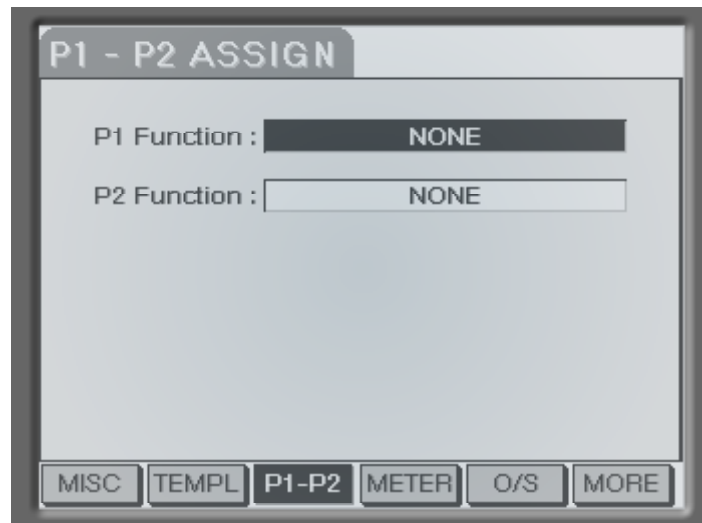 P1 - P2 ASSIGN
P1 Function : NONE
P2 Function : NONE
MISC TEMPL P1-P2 METER O/S MORE